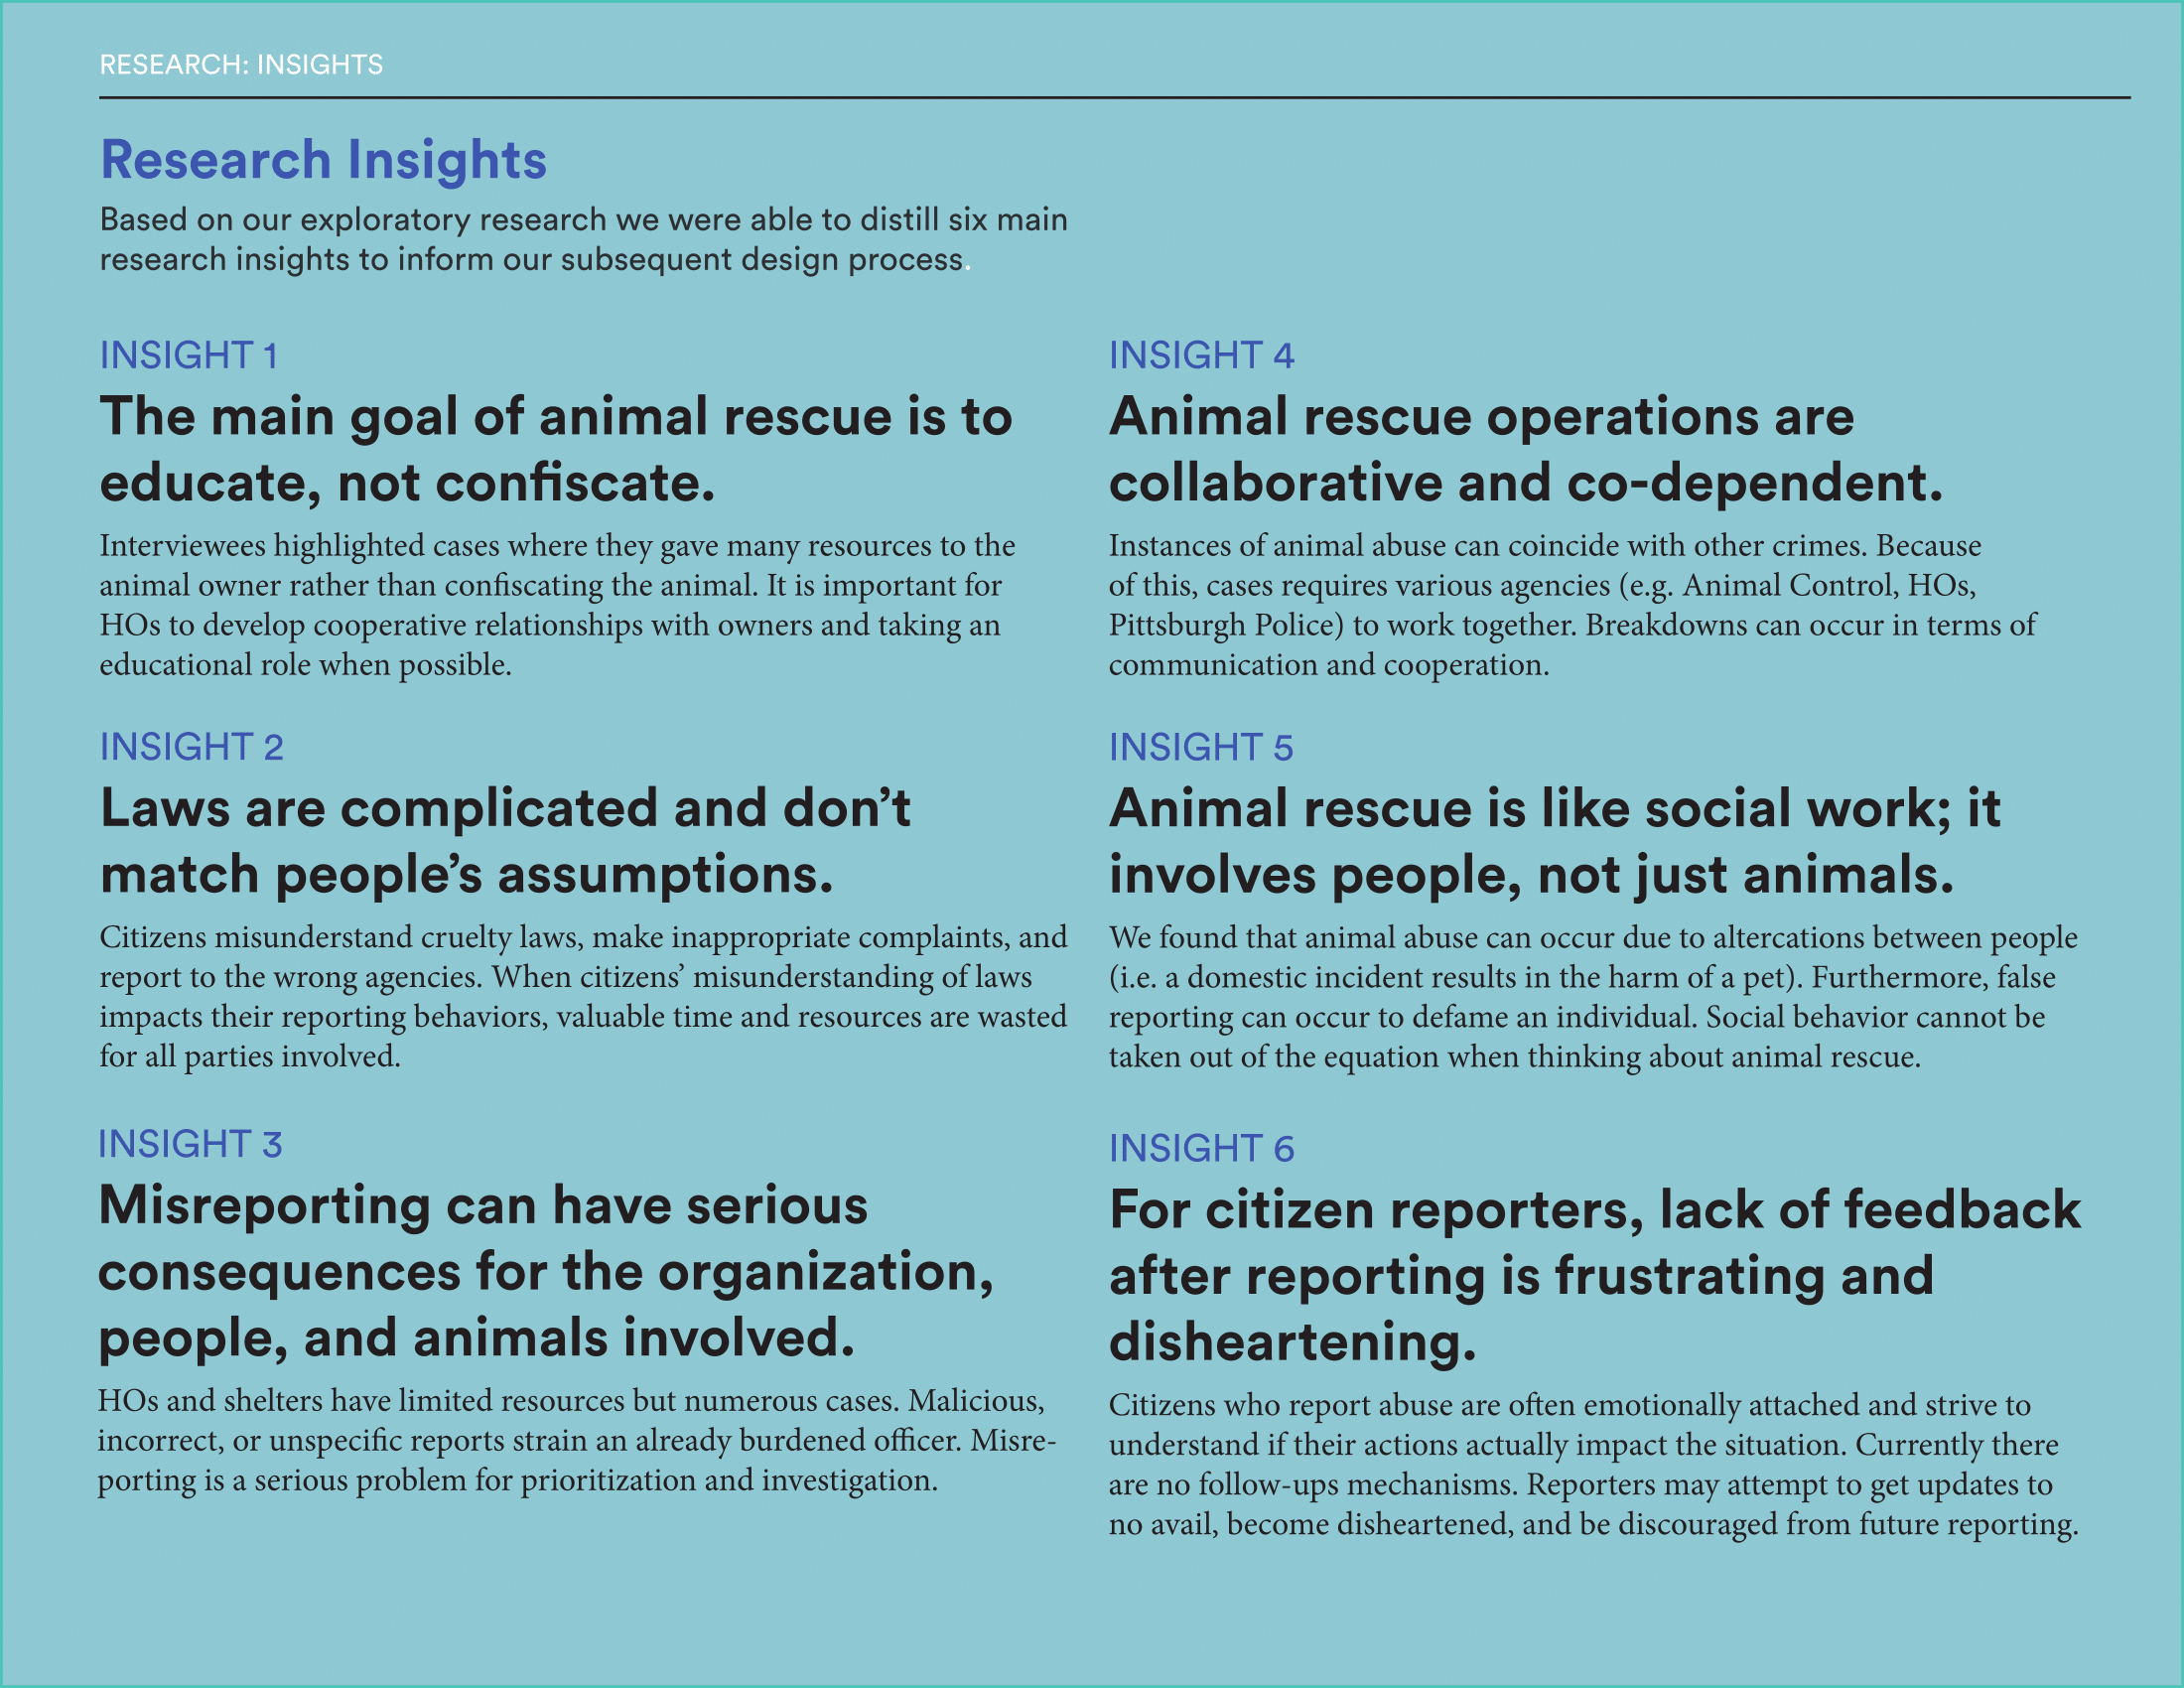 RESEARCH: INSIGHTS
Research Insights
Based on our exploratory research we were able to distill six main
research insights to inform our subsequent design process.
INSIGHT 1
The main goal of animal rescue is to
educate, not confiscate.
Interviewees highlighted cases where they gave many resources to the
animal owner rather than confiscating the animal. It is important for
HOs to develop cooperative relationships with owners and taking an
educational role when possible.
INSIGHT 2
Laws are complicated and don’t
match people’s assumptions.
Citizens misunderstand cruelty laws, make inappropriate complaints, and
report to the wrong agencies. When citizens’ misunderstanding of laws
impacts their reporting behaviors, valuable time and resources are wasted
for all parties involved.
INSIGHT 3
Misreporting can have serious
consequences for the organization,
people, and animals involved.
HOs and shelters have limited resources but numerous cases. Malicious,
incorrect, or unspecific reports strain an already burdened officer. Misre-
porting is a serious problem for prioritization and investigation.
INSIGHT 4
Animal rescue operations are
collaborative and co-dependent.
Instances of animal abuse can coincide with other crimes. Because
of this, cases requires various agencies (e.g. Animal Control, HOs,
Pittsburgh Police) to work together. Breakdowns can occur in terms of
communication and cooperation.
INSIGHT 5
Animal rescue is like social work; it
involves people, not just animals.
We found that animal abuse can occur due to altercations between people
(i.e. a domestic incident results in the harm of a pet). Furthermore, false
reporting can occur to defame an individual. Social behavior cannot be
taken out of the equation when thinking about animal rescue.
INSIGHT 6
For citizen reporters, lack of feedback
after reporting is frustrating and
disheartening.
Citizens who report abuse are often emotionally attached and strive to
understand if their actions actually impact the situation. Currently there
are no follow-ups mechanisms. Reporters may attempt to get updates to
no avail, become disheartened, and be discouraged from future reporting.